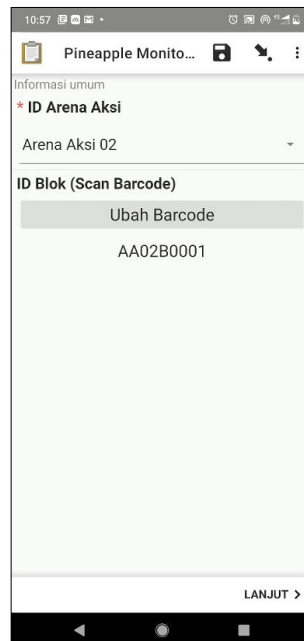 10:57
Pineapple Monito...
Informasi umum
* ID Arena Aksi
Arena Aksi 02
ID Blok (Scan Barcode)
Ubah Barcode
AA02B0001
LANJUT >